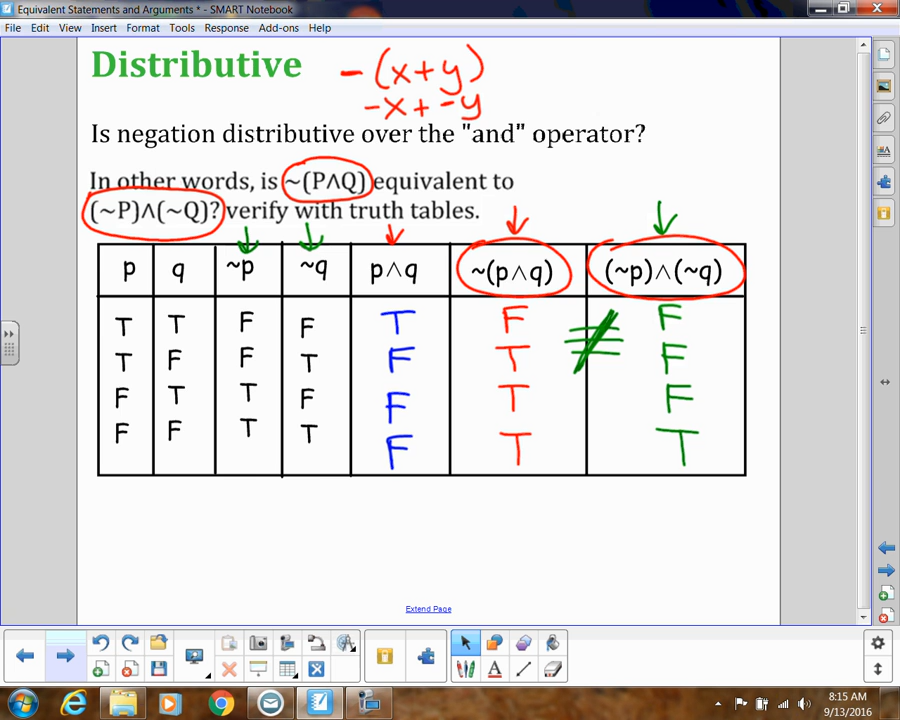 Equivalent Statements and Arguments * - SMART Notebook
File Edit View Insert Format Tools Response Add-ons Help
Distributive
-(x+y)
-x+-y
Is negation distributive over the "and" operator?
In other words, is ~(P∧Q) equivalent to
(~P)∧(~Q)? verify with truth tables.
p q ~p ~q p∧q ~(p∧q) (~p)∧(~q)
T T F F T F ≢ F
T F F T F T F
F T T F F T F
F F T T F T T
Extend Page
A
8:15 AM
9/13/2016